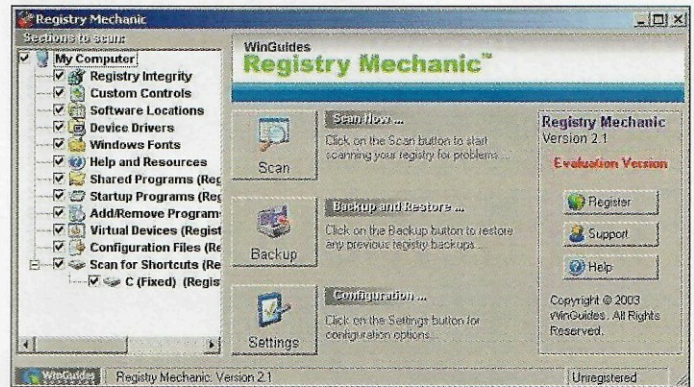 Registry Mechanic
Sections to scan:
My Computer
Registry Integrity
Custom Controls
Software Locations
Device Drivers
Windows Fonts
Help and Resources
Shared Programs (Reg
Startup Programs (Reg
Add/Remove Program
Virtual Devices (Regist
Configuration Files (Re
Scan for Shortcuts (Re
C (Fixed) (Regis
WinGuides
Registry Mechanic™
Scan
Scan Now ...
Click on the Scan button to start
scanning your registry for problems ...
Backup
Backup and Restore ...
Click on the Backup button to restore
any previous registry backups...
Settings
Configuration ...
Click on the Settings button for
configuration options...
Registry Mechanic
Version 2.1
Evaluation Version
Register
Support
Help
Copyright © 2003
WinGuides. All Rights
Reserved.
WinGuides
Registry Mechanic. Version 2.1
Unregistered